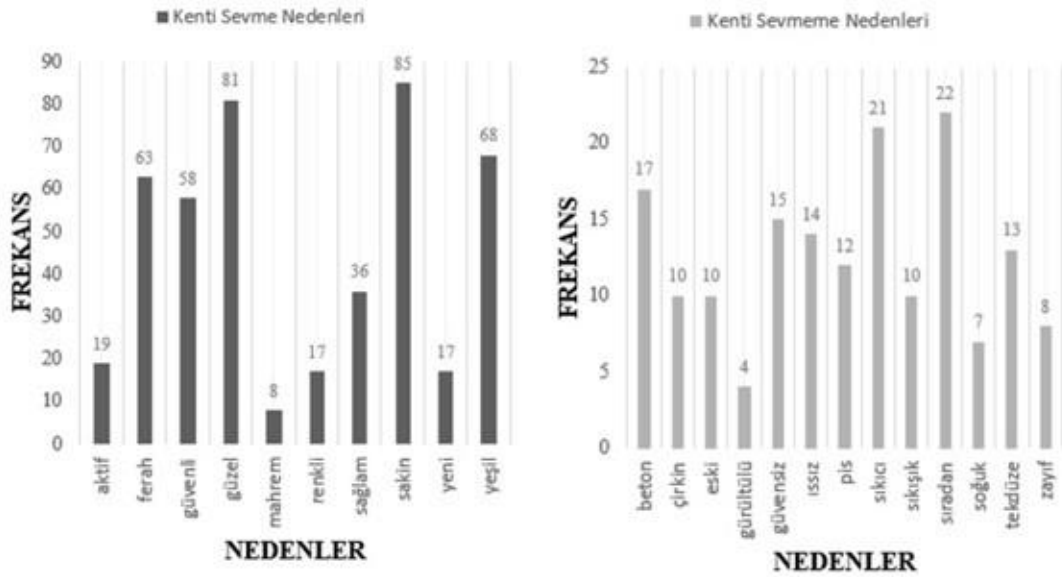 Kenti Sevme Nedenleri
FREKANS
90
80
70
60
50
40
30
20
10
0
19
63
58
81
8
17
36
85
17
68
aktif
ferah
güvenli
güzel
mahrem
renkli
sağlam
sakin
yeni
yeşil
NEDENLER
Kenti Sevmeme Nedenleri
FREKANS
25
20
15
10
5
0
17
10
10
4
15
14
12
21
10
22
7
13
8
beton
çirkin
eski
gürültülü
güvensiz
ıssız
pis
sıkıcı
sıkışık
sıradan
soğuk
tekdüze
zayıf
NEDENLER